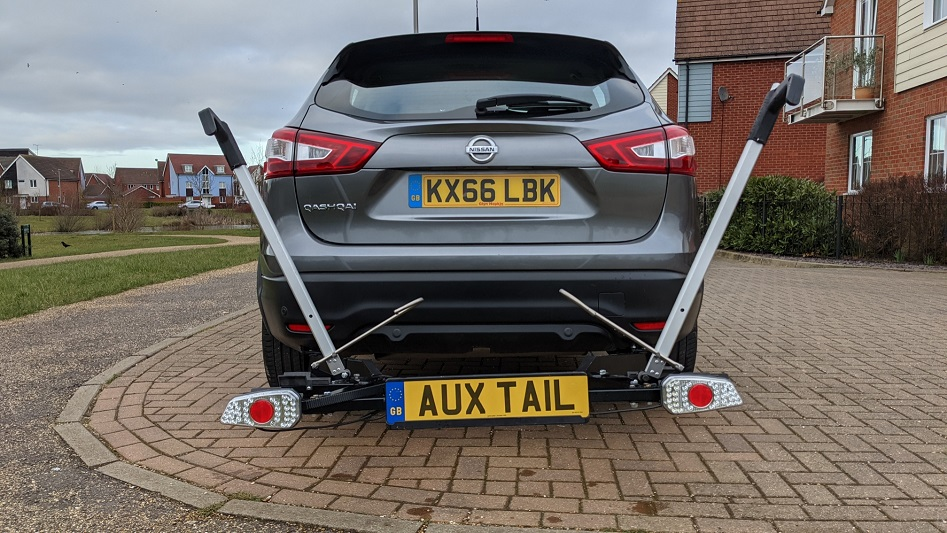 NISSAN
GB KX66 LBK
QASHQAI
GB AUX TAIL